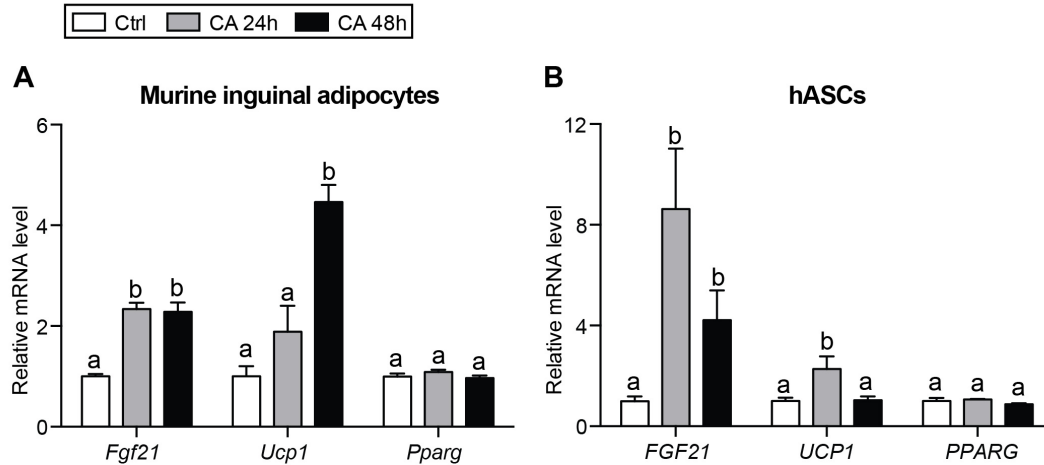 Ctrl CA 24h CA 48h
A
Murine inguinal adipocytes
Relative mRNA level
6
4
2
0
a b b
a a b
a a a
Fgf21 Ucp1 Pparg
B
hASCs
Relative mRNA level
12
8
4
0
a b b
a b a
a a a
FGF21 UCP1 PPARG